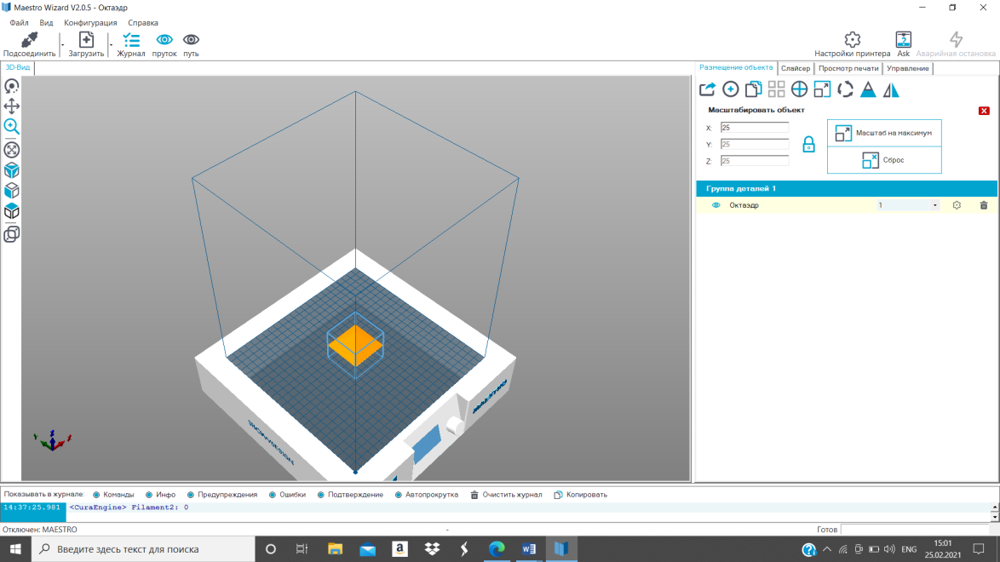 Maestro Wizard V2.0.5 - Октаэдр
Файл Вид Конфигурация Справка
Подсоединить Загрузить Журнал пруток путь Настройки принтера Ask Аварийная остановка
3D-Вид
Размещение объекта Слайсер Просмотр печати Управление
Масштабировать объект
X: 25
Y: 25
Z: 25
Масштаб на максимум
Сброс
Группа деталей 1
Октаэдр 1
MAESTRO
Показывать в журнале: Команды Инфо Предупреждения Ошибки Подтверждение Автопрокрутка Очистить журнал Копировать
14:37:25.981 <CuraEngine> Filament2: 0
Отключен: MAESTRO - Готов
Введите здесь текст для поиска
a
W
ENG
15:01
25.02.2021